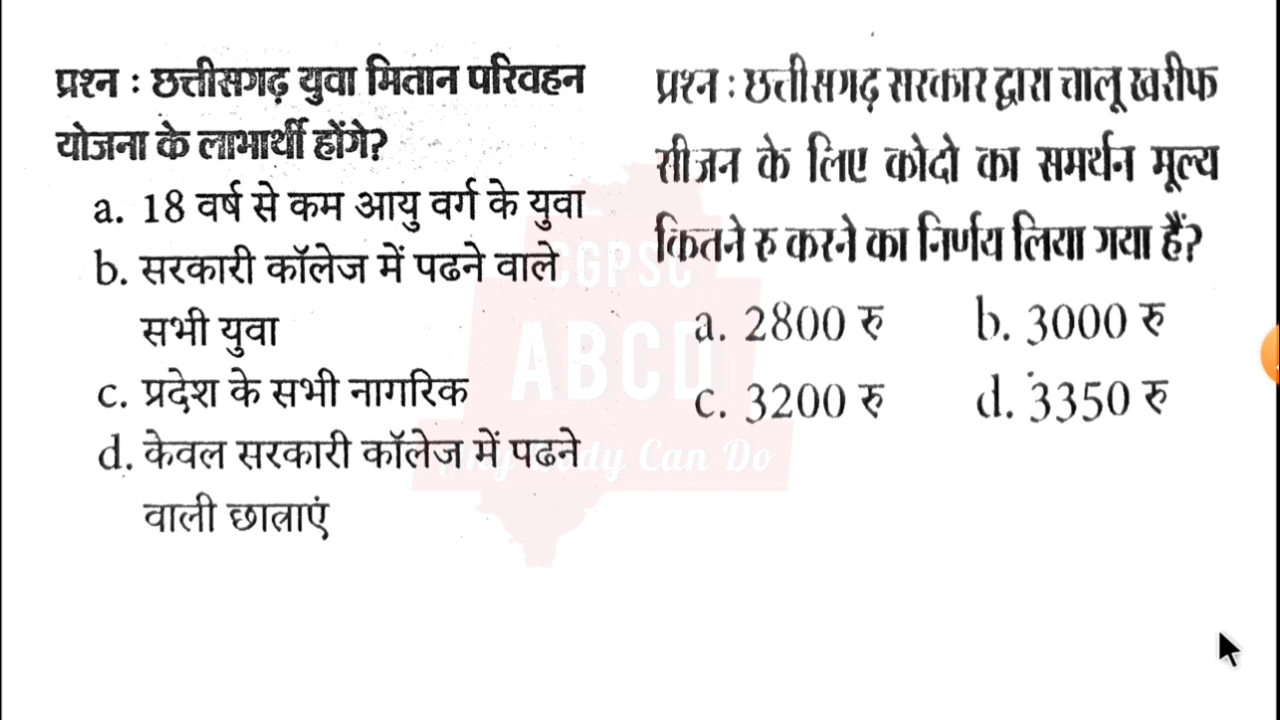 प्रश्न : छत्तीसगढ़ युवा मितान परिवहन
योजना के लाभार्थी होंगे?
a. 18 वर्ष से कम आयु वर्ग के युवा
b. सरकारी कॉलेज में पढने वाले
सभी युवा
c. प्रदेश के सभी नागरिक
d. केवल सरकारी कॉलेज में पढने
वाली छात्राएं
प्रश्न : छत्तीसगढ़ सरकार द्वारा चालू खरीफ
सीजन के लिए कोदो का समर्थन मूल्य
कितने रु करने का निर्णय लिया गया हैं?
a. 2800 रु b. 3000 रु
c. 3200 रु d. 3350 रु
CGPSC
ABCD
Any Body Can Do